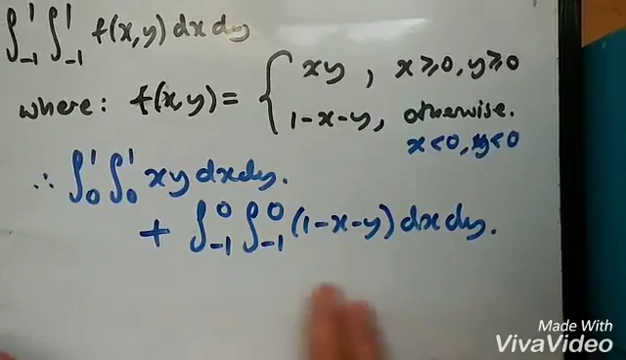 ∫₋₁¹ ∫₋₁¹ f(x,y) dx dy
where: f(x,y) = { xy , x ≥ 0, y ≥ 0
1-x-y, otherwise.
x < 0, y < 0
∴ ∫₀¹ ∫₀¹ xy dx dy.
+ ∫₋₁⁰ ∫₋₁⁰ (1-x-y) dx dy.
Made With
VivaVideo